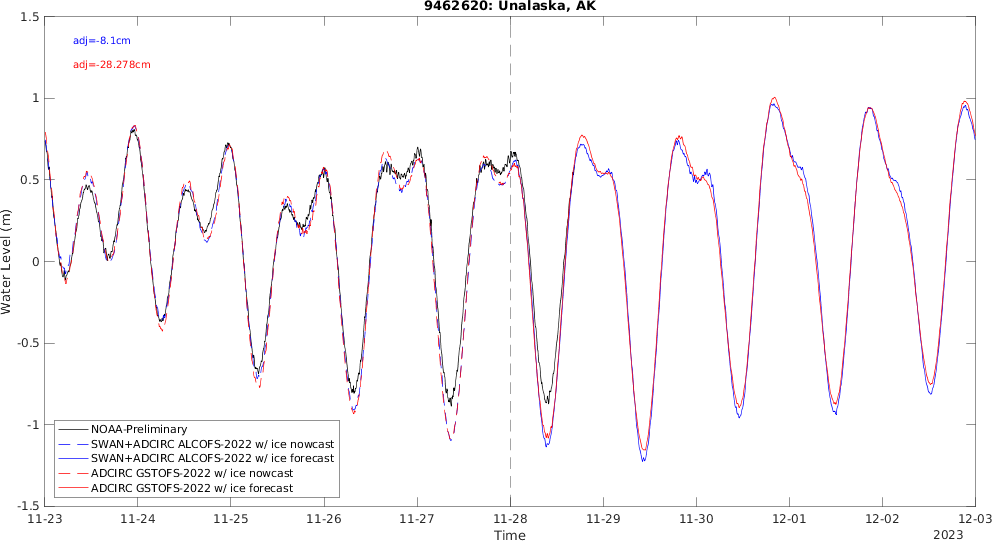 9462620: Unalaska, AK
adj=-8.1cm
adj=-28.278cm
1.5
1
0.5
0
-0.5
-1
-1.5
Water Level (m)
NOAA-Preliminary
SWAN+ADCIRC ALCOFS-2022 w/ ice nowcast
SWAN+ADCIRC ALCOFS-2022 w/ ice forecast
ADCIRC GSTOFS-2022 w/ ice nowcast
ADCIRC GSTOFS-2022 w/ ice forecast
11-23 11-24 11-25 11-26 11-27 11-28 11-29 11-30 12-01 12-02 12-03
Time
2023